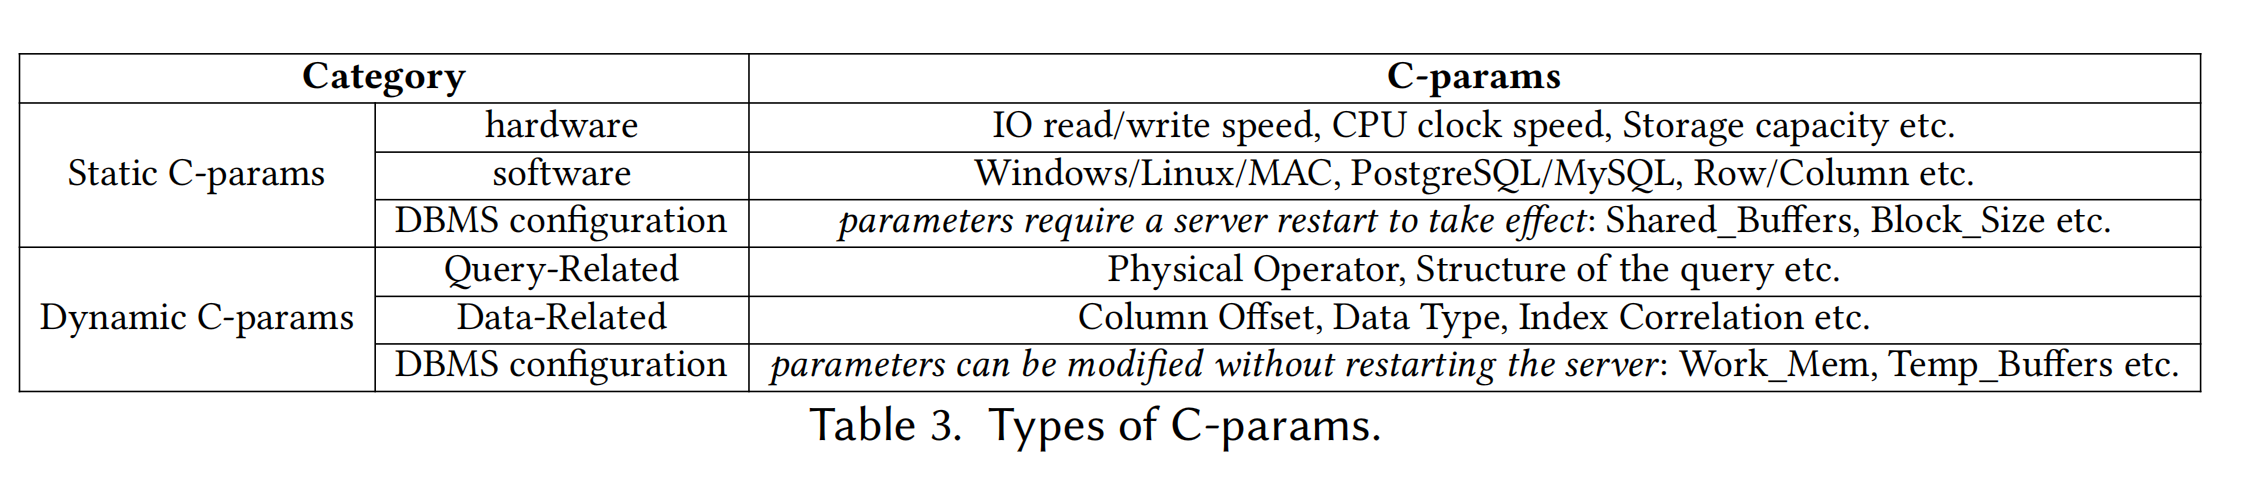 Category C-params
Static C-params
hardware IO read/write speed, CPU clock speed, Storage capacity etc.
software Windows/Linux/MAC, PostgreSQL/MySQL, Row/Column etc.
DBMS configuration parameters require a server restart to take effect: Shared_Buffers, Block_Size etc.
Dynamic C-params
Query-Related Physical Operator, Structure of the query etc.
Data-Related Column Offset, Data Type, Index Correlation etc.
DBMS configuration parameters can be modified without restarting the server: Work_Mem, Temp_Buffers etc.
Table 3. Types of C-params.